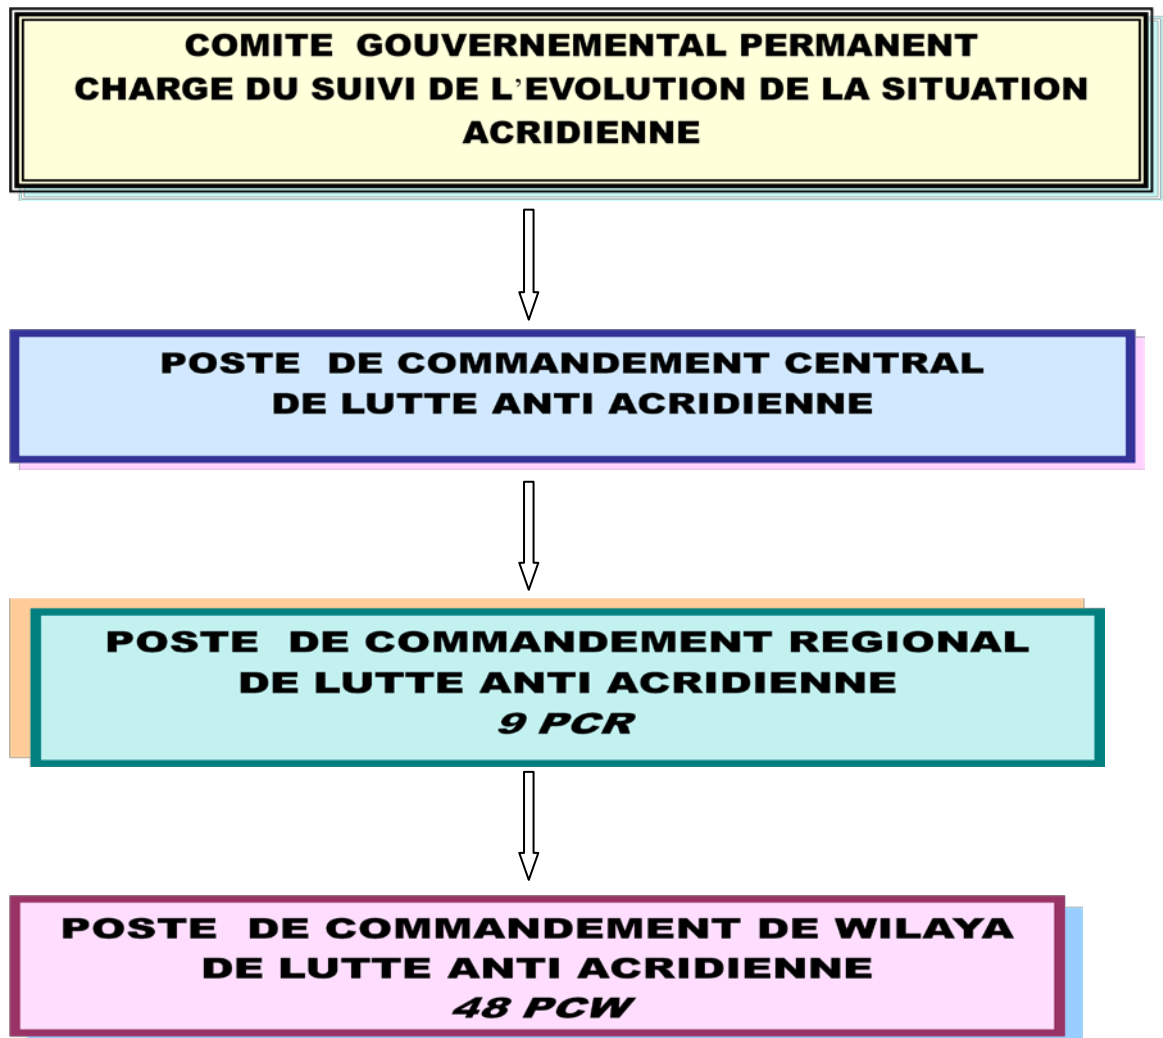 COMITE GOUVERNEMENTAL PERMANENT
CHARGE DU SUIVI DE L'EVOLUTION DE LA SITUATION
ACRIDIENNE
POSTE DE COMMANDEMENT CENTRAL
DE LUTTE ANTI ACRIDIENNE
POSTE DE COMMANDEMENT REGIONAL
DE LUTTE ANTI ACRIDIENNE
9 PCR
POSTE DE COMMANDEMENT DE WILAYA
DE LUTTE ANTI ACRIDIENNE
48 PCW